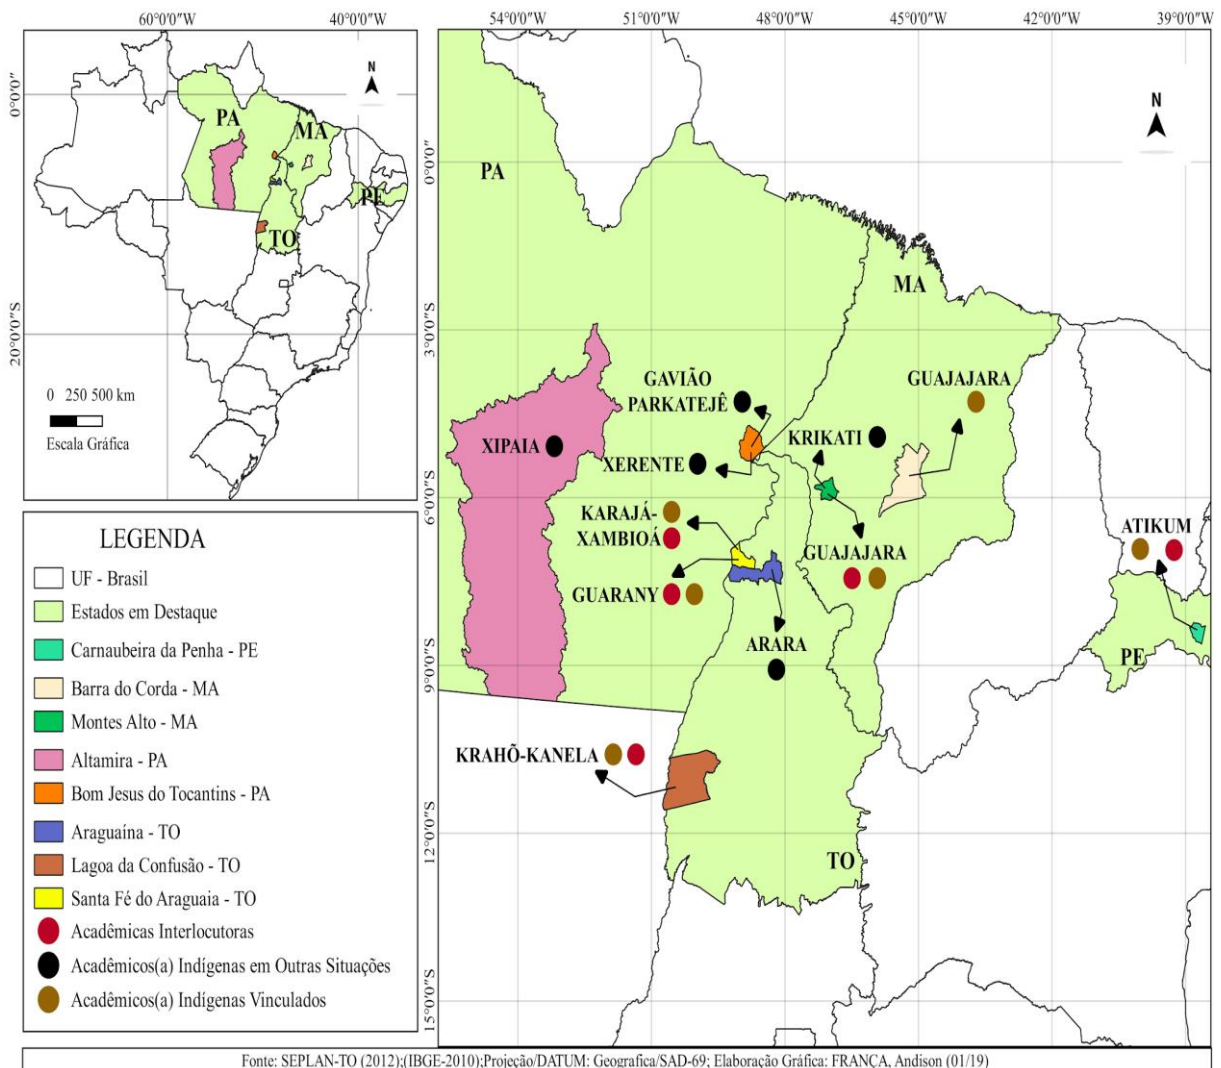 60°0'0"W
40°0'0"W
0°0'0"
20°0'0"S
N
PA
MA
PE
TO
0 250 500 km
Escala Gráfica
LEGENDA
UF - Brasil
Estados em Destaque
Carnaubeira da Penha - PE
Barra do Corda - MA
Montes Alto - MA
Altamira - PA
Bom Jesus do Tocantins - PA
Araguaína - TO
Lagoa da Confusão - TO
Santa Fé do Araguaia - TO
Acadêmicas Interlocutoras
Acadêmicos(a) Indígenas em Outras Situações
Acadêmicos(a) Indígenas Vinculados
54°0'0"W
51°0'0"W
48°0'0"W
45°0'0"W
42°0'0"W
39°0'0"W
0°0'0"
3°0'0"S
6°0'0"S
9°0'0"S
12°0'0"S
15°0'0"S
N
PA
MA
GAVIÃO
PARKATEJÊ
GUAJAJARA
XIPAIA
KRIKATI
XERENTE
KARAJÁ-
XAMBIOÁ
GUAJAJARA
ATIKUM
GUARANY
ARARA
PE
KRAHÔ-KANELA
TO
Fonte: SEPLAN-TO (2012);(IBGE-2010);Projeção/DATUM: Geografica/SAD-69; Elaboração Gráfica: FRANÇA, Andison (01/19)